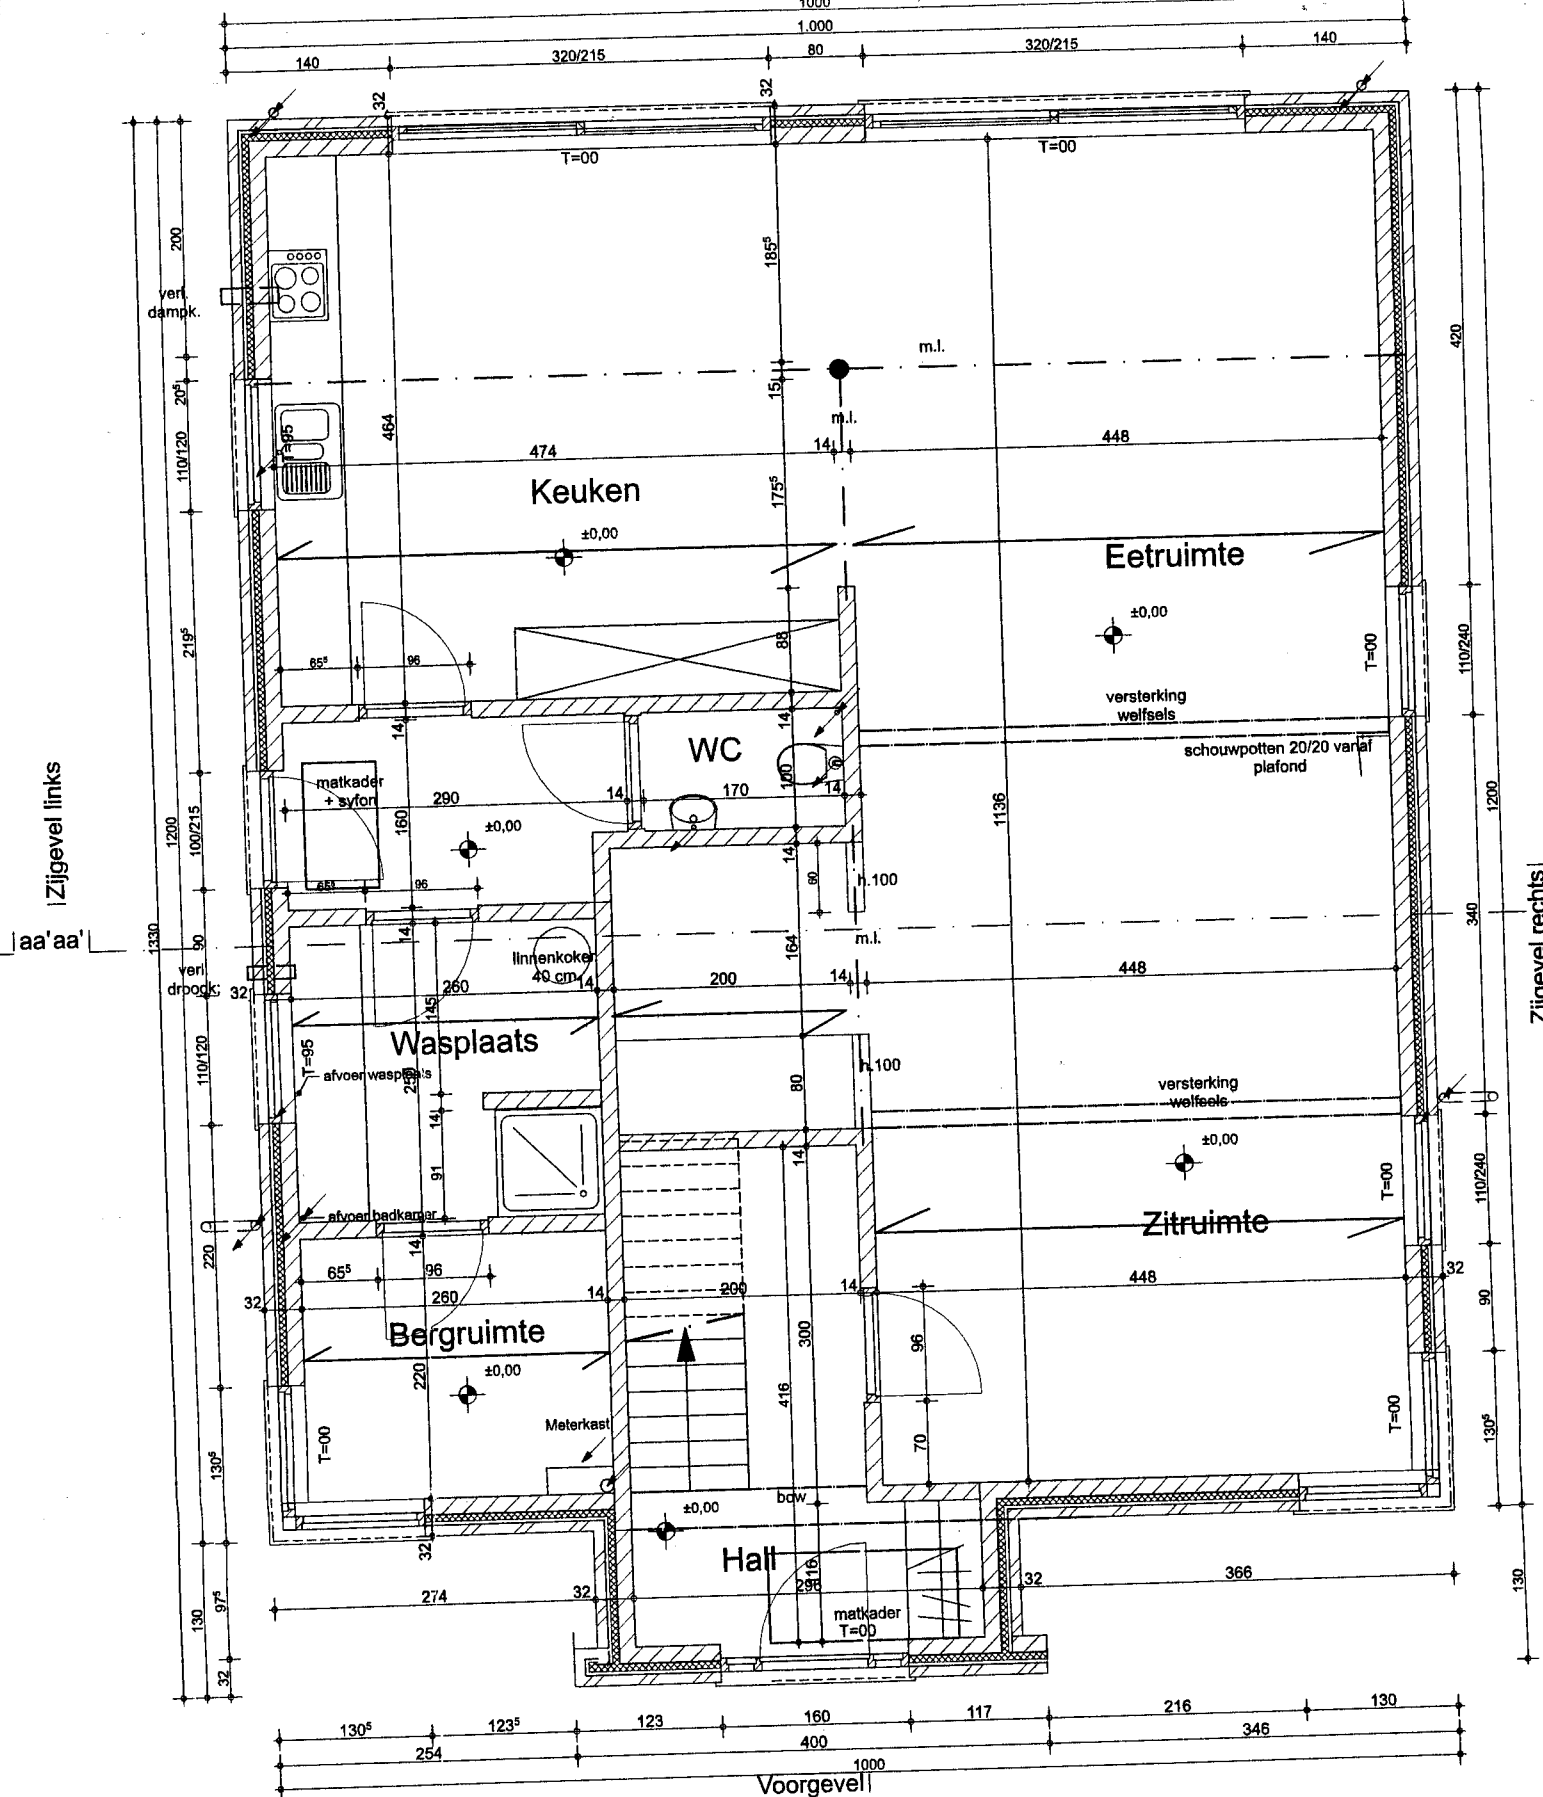 1000
1.000
140
320/215
80
320/215
140
32
32
T=00
T=00
200
185⁵
verl.
dampk.
420
m.l.
20⁵
15
m.l.
464
110/120
T=95
474
14
448
Keuken
175⁵
±0,00
Eetruimte
±0,00
219⁵
88
65⁵
96
T=00
110/240
versterking
welfsels
14
14
WC
schouwpotten 20/20 vanaf
plafond
matkader
+ syfon
100
290
14
170
14
160
±0,00
1136
1200
1200
100/215
14
65⁵
96
60
h.100
|Zijgevel links
Zijgevel rechts|
340
|aa'aa'|
1330
90
14
m.l.
164
linnenkoker
40 cm
verl.
droogk.
32
260
14
200
14
448
145
Wasplaats
T=95
110/120
afvoer wasplaats
250
h.100
80
versterking
welfsels
14
±0,00
14
91
T=00
110/240
afvoer badkamer
Zitruimte
14
220
65⁵
96
32
260
14
200
14
448
32
90
Bergruimte
300
96
±0,00
220
416
T=00
Meterkast
T=00
70
130⁵
130⁵
±0,00
bcw
32
Hall
116
296
274
32
32
366
130
130
97⁵
matkader
T=00
32
130⁵
123⁵
123
160
117
216
130
254
400
346
1000
Voorgevel|